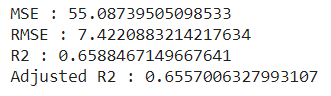 MSE : 55.08739505098533
RMSE : 7.4220883214217634
R2 : 0.6588467149667641
Adjusted R2 : 0.6557006327993107